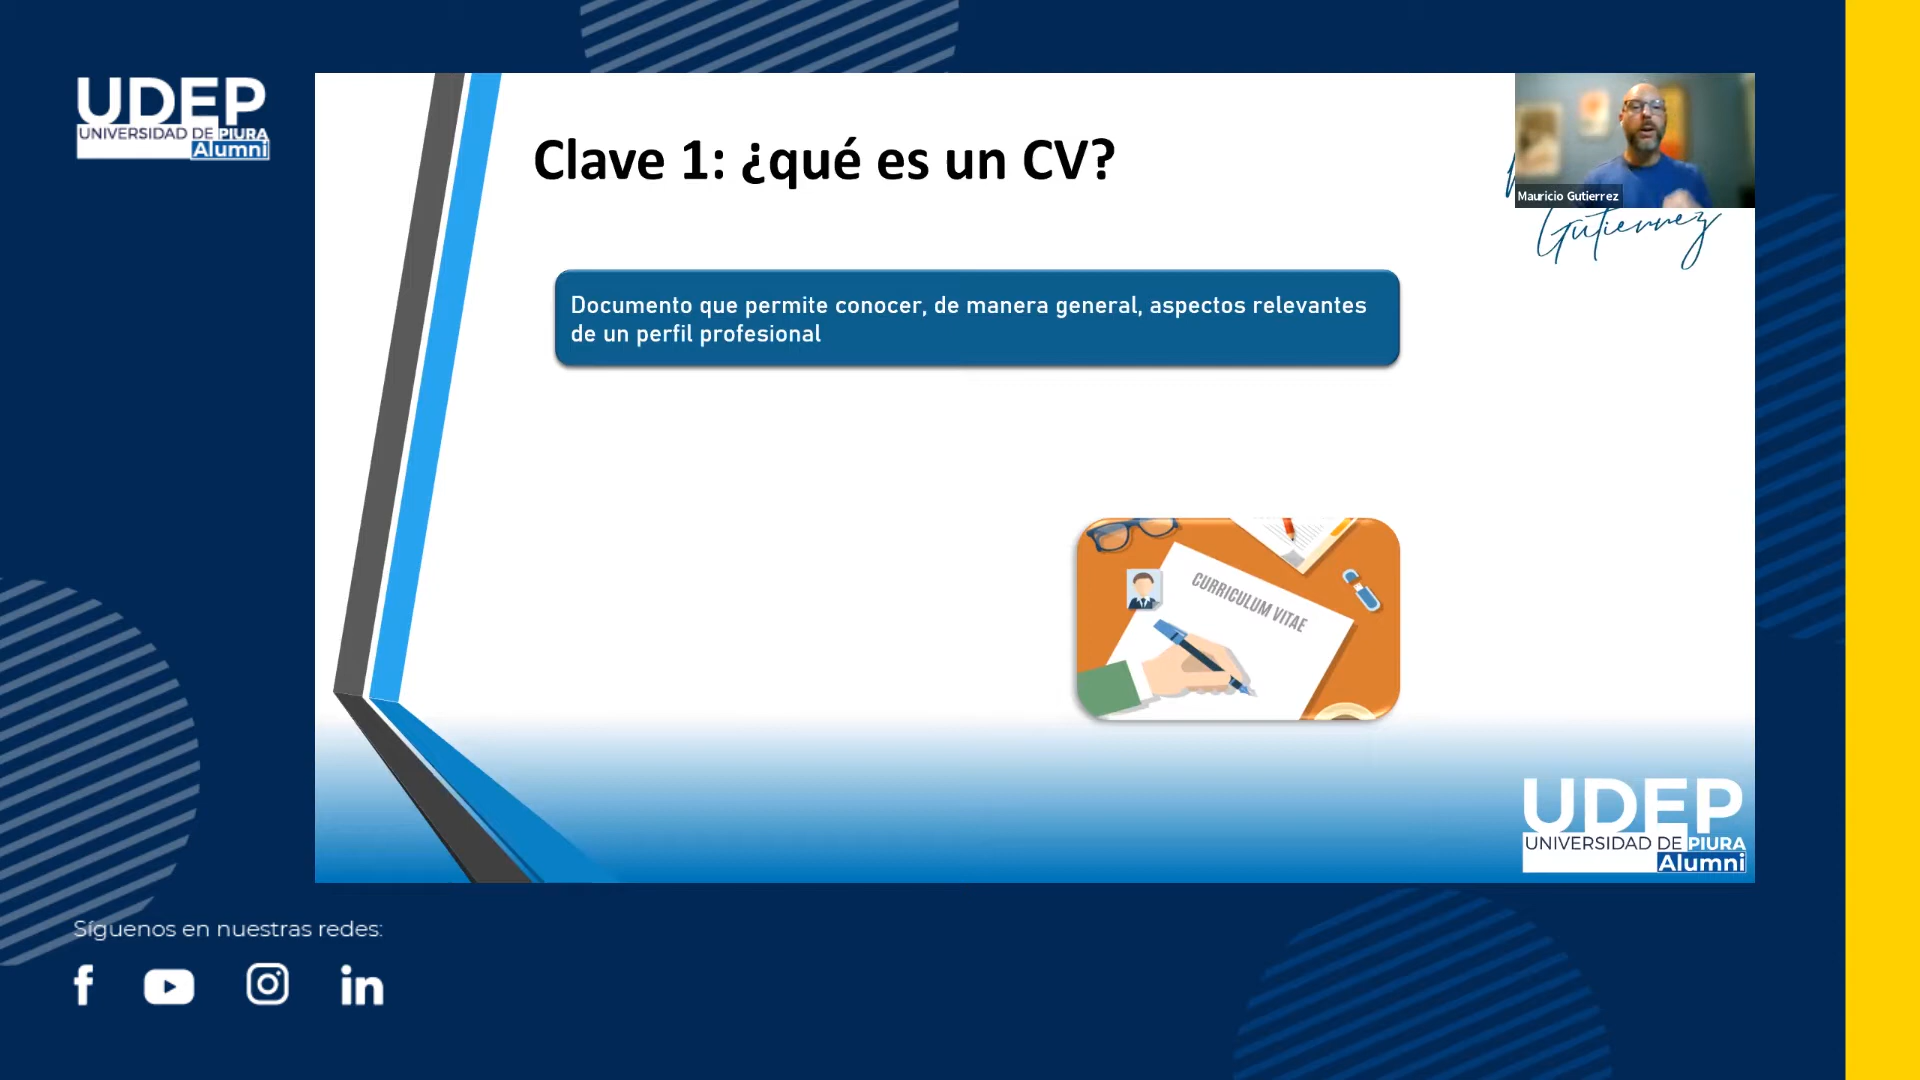 UDEP
UNIVERSIDAD DE PIURA
Alumni
Clave 1: ¿qué es un CV?
Mauricio Gutierrez
Gutierrez
Documento que permite conocer, de manera general, aspectos relevantes
de un perfil profesional
CURRICULUM VITAE
UDEP
UNIVERSIDAD DE PIURA
Alumni
Síguenos en nuestras redes: